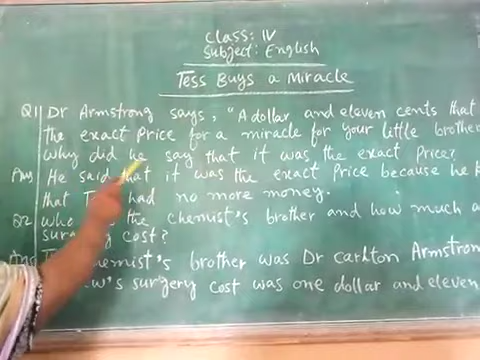 Class: IV
Subject: English
Tess Buys a Miracle
Q1 Dr Armstrong says, "A dollar and eleven cents that
the exact Price for a miracle for your little brother
why did he say that it was the exact Price?
Ans He said that it was the exact Price because he
that had no more money.
Q2 who the chemist's brother and how much
surgery cost?
Ans chemist's brother was Dr carlton Armstrong
surgery cost was one dollar and eleven